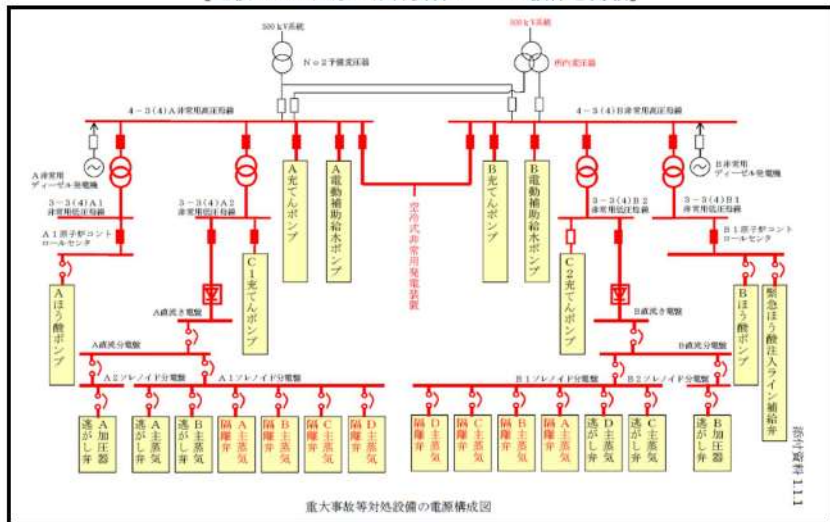 500kV系統
500kV系統
No2予備変圧器
所内変圧器
4-3(4)A非常用高圧母線
4-3(4)B非常用高圧母線
A非常用
ディーゼル発電機
B非常用
ディーゼル発電機
3-3(4)A1
非常用低圧母線
3-3(4)A2
非常用低圧母線
3-3(4)B2
非常用低圧母線
3-3(4)B1
非常用低圧母線
A1原子炉コント
ロールセンタ
B1原子炉コント
ロールセンタ
A充てんポンプ
A電動補助給水ポンプ
空冷式非常用発電装置
B充てんポンプ
B電動補助給水ポンプ
Aほう酸ポンプ
C1充てんポンプ
C2充てんポンプ
Bほう酸ポンプ
緊急ほう酸注入ライン補給弁
A直流き電盤
B直流き電盤
A直流分電盤
B直流分電盤
A2ソレノイド分電盤
A1ソレノイド分電盤
B1ソレノイド分電盤
B2ソレノイド分電盤
A加圧器
逃がし弁
A主蒸気
逃がし弁
B主蒸気
逃がし弁
A主蒸気
隔離弁
B主蒸気
隔離弁
C主蒸気
隔離弁
D主蒸気
隔離弁
D主蒸気
隔離弁
C主蒸気
隔離弁
B主蒸気
隔離弁
A主蒸気
隔離弁
D主蒸気
逃がし弁
C主蒸気
逃がし弁
B加圧器
逃がし弁
添付資料 1.1.1
重大事故等対処設備の電源構成図